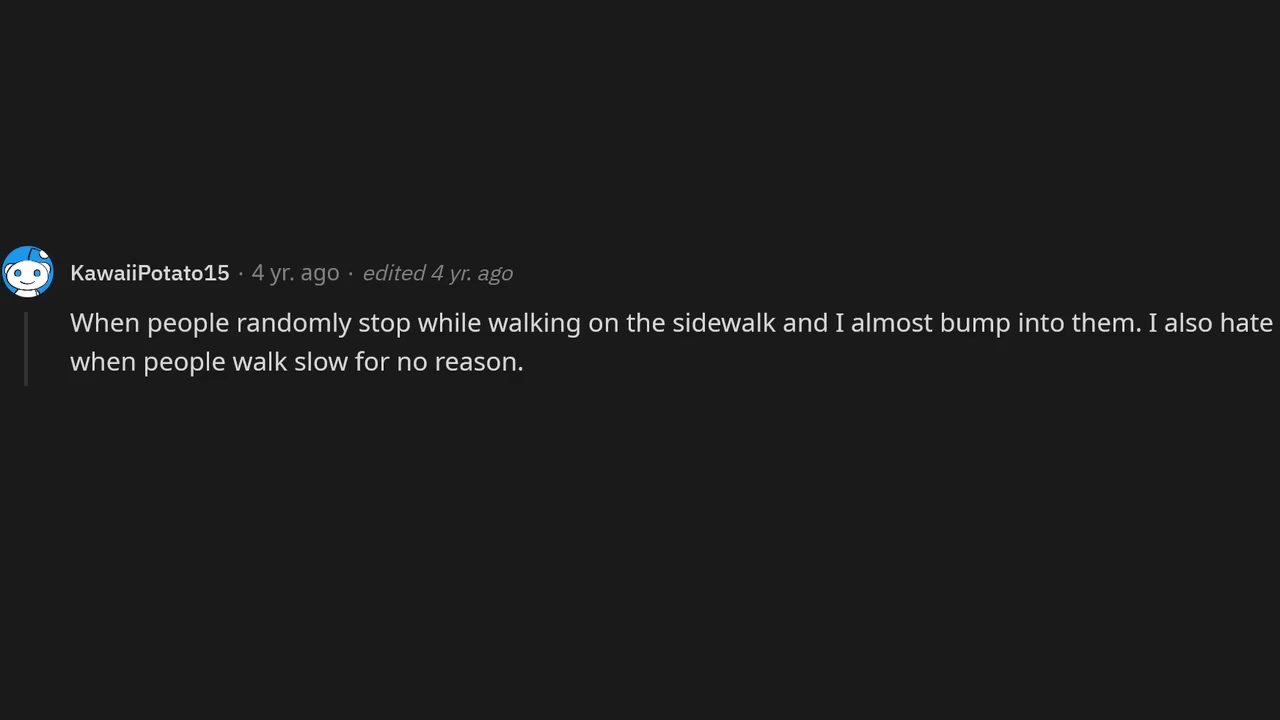 KawaiiPotato15 · 4 yr. ago · edited 4 yr. ago
When people randomly stop while walking on the sidewalk and I almost bump into them. I also hate
when people walk slow for no reason.